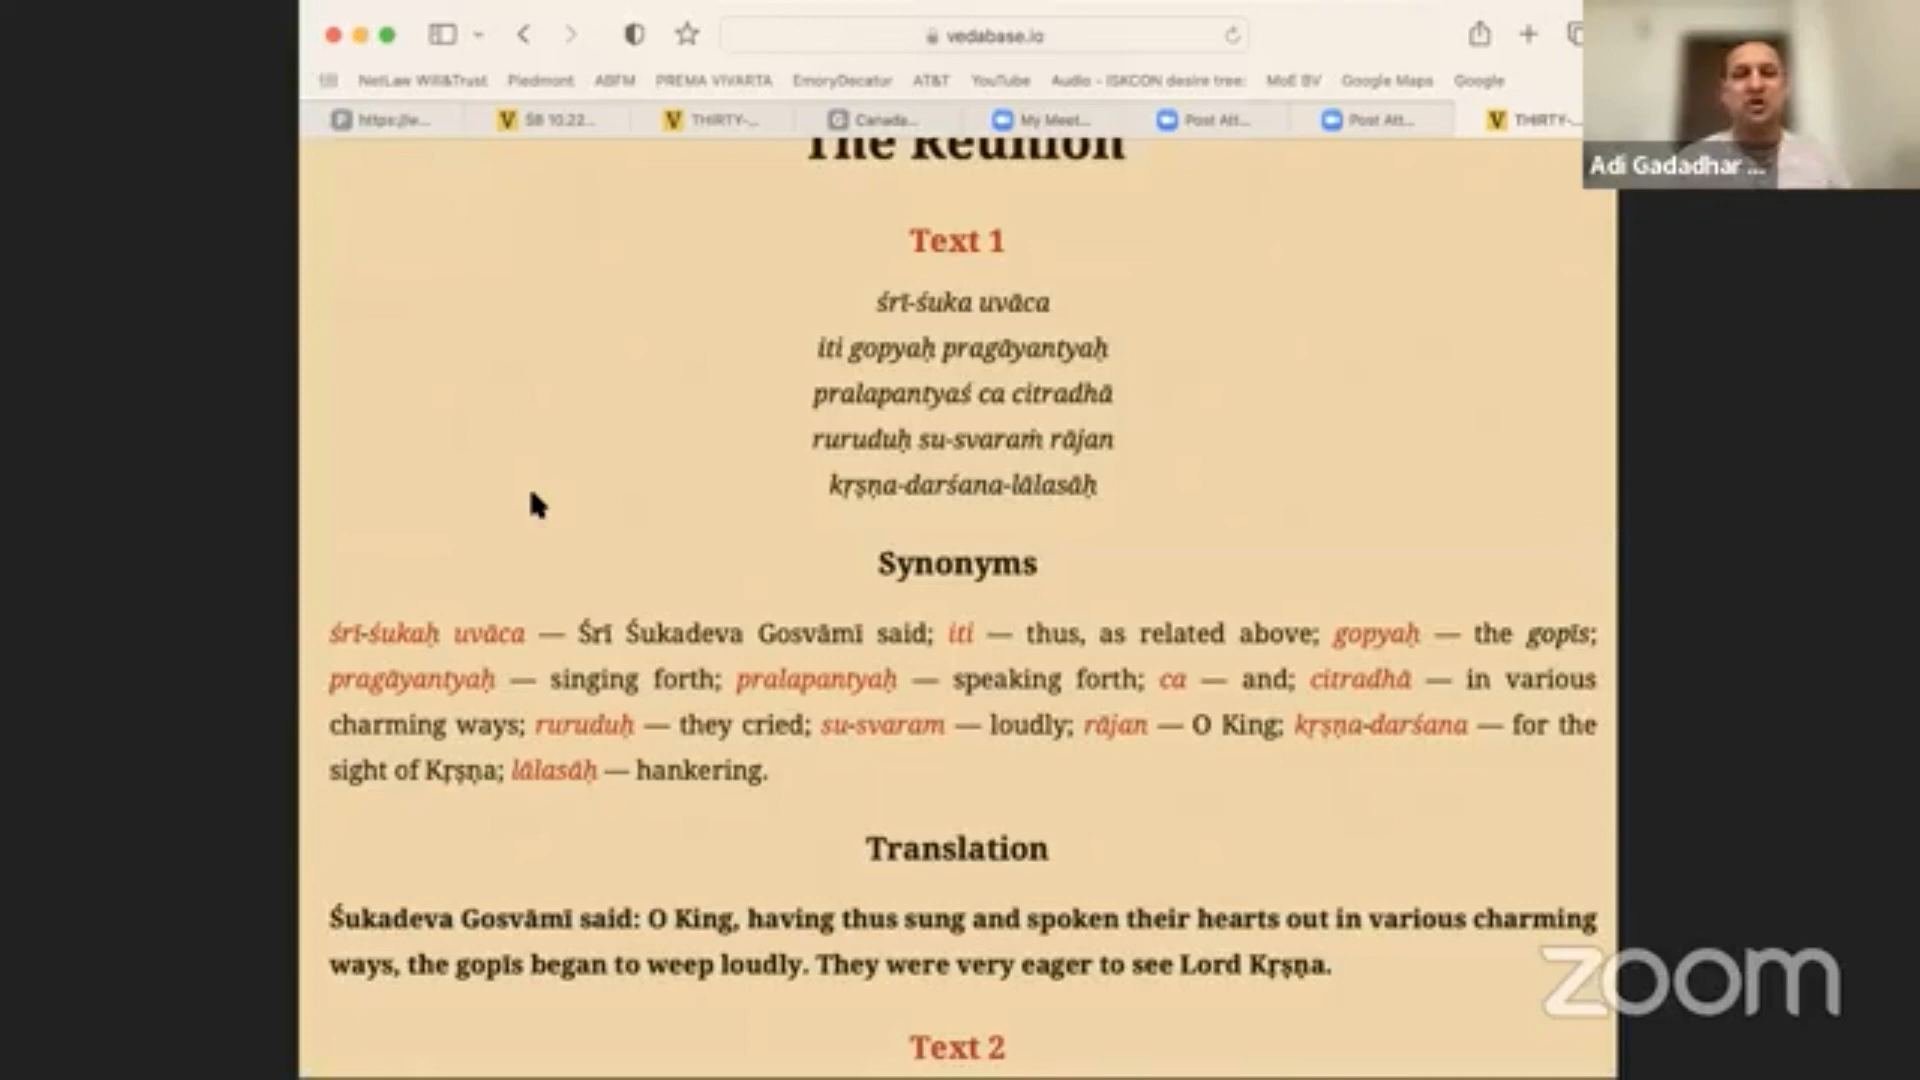 vedabase.io
NetLaw Will&Trust Piedmont ABFM PREMA VIVARTA EmoryDecatur AT&T YouTube Audio - ISKCON desire tree: MoE BV Google Maps Google
SB 10.22... THIRTY-... Canada... My Meet... Post Att... Post Att... THIRTY-...
Adi Gadadhar ...
The Reunion
Text 1
śrī-śuka uvāca
iti gopyaḥ pragāyantyaḥ
pralapantyaś ca citradhā
ruruduḥ su-svaraṁ rājan
kṛṣṇa-darśana-lālasāḥ
Synonyms
śrī-śukaḥ uvāca — Śrī Śukadeva Gosvāmī said; iti — thus, as related above; gopyaḥ — the gopīs;
pragāyantyaḥ — singing forth; pralapantyaḥ — speaking forth; ca — and; citradhā — in various
charming ways; ruruduḥ — they cried; su-svaram — loudly; rājan — O King; kṛṣṇa-darśana — for the
sight of Kṛṣṇa; lālasāḥ — hankering.
Translation
Śukadeva Gosvāmī said: O King, having thus sung and spoken their hearts out in various charming
ways, the gopīs began to weep loudly. They were very eager to see Lord Kṛṣṇa.
zoom
Text 2